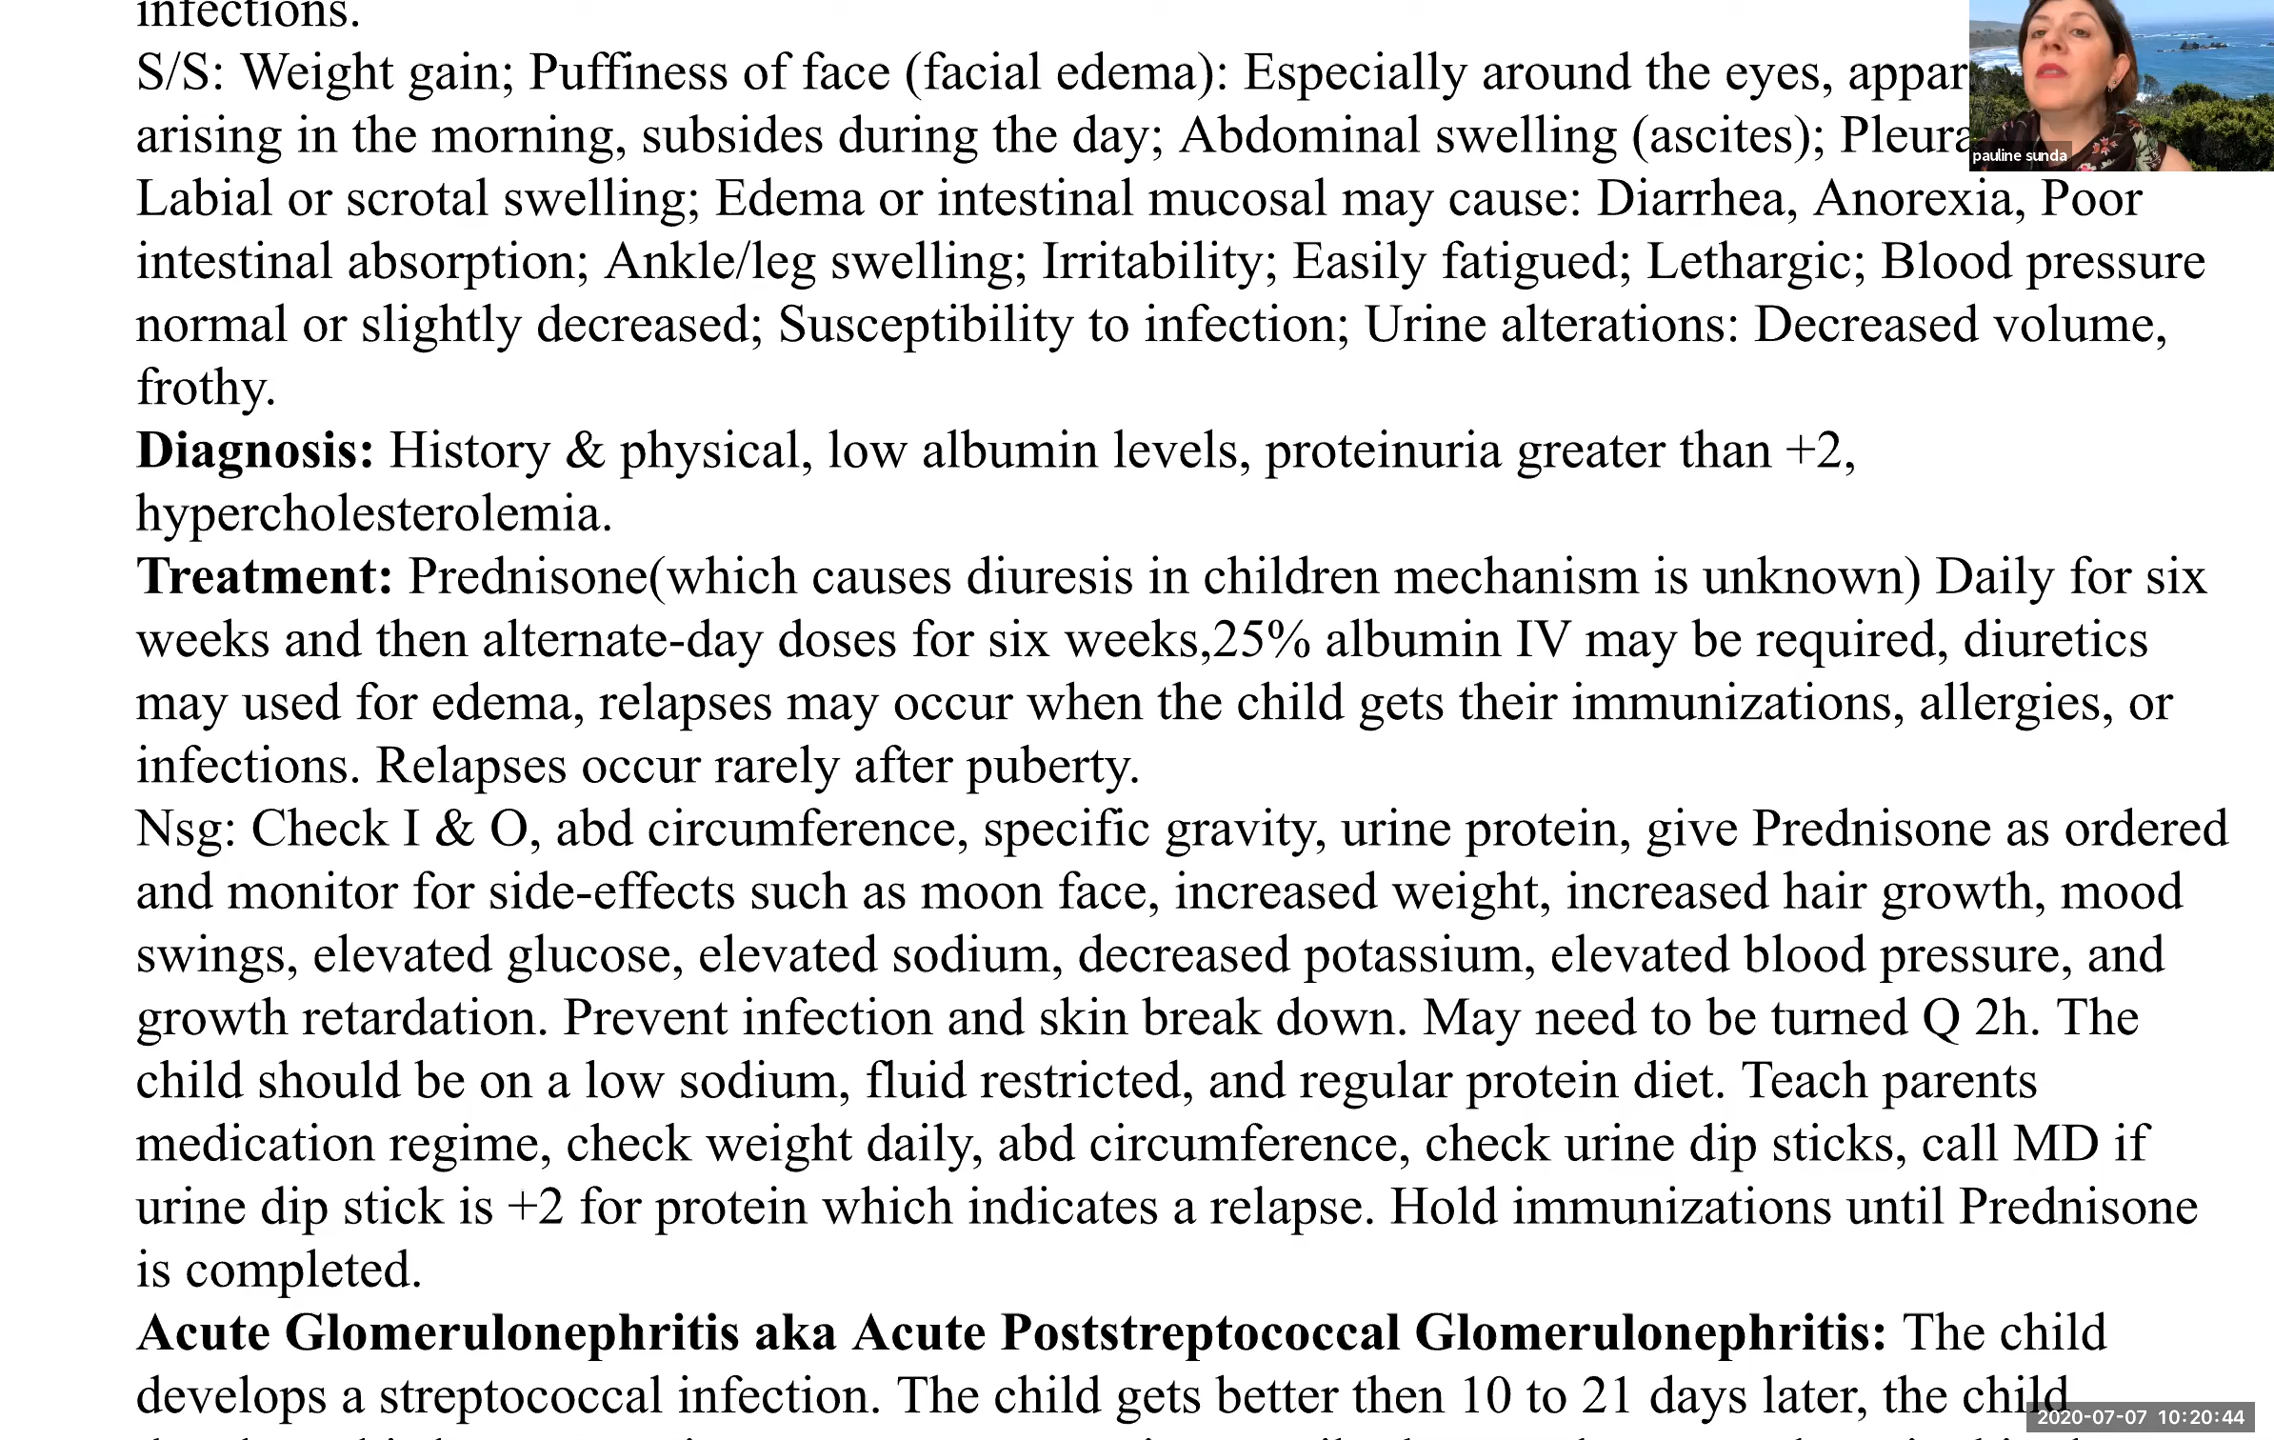 infections.
S/S: Weight gain; Puffiness of face (facial edema): Especially around the eyes, appar
arising in the morning, subsides during the day; Abdominal swelling (ascites); Pleura
pauline sunda
Labial or scrotal swelling; Edema or intestinal mucosal may cause: Diarrhea, Anorexia, Poor
intestinal absorption; Ankle/leg swelling; Irritability; Easily fatigued; Lethargic; Blood pressure
normal or slightly decreased; Susceptibility to infection; Urine alterations: Decreased volume,
frothy.
Diagnosis: History & physical, low albumin levels, proteinuria greater than +2,
hypercholesterolemia.
Treatment: Prednisone(which causes diuresis in children mechanism is unknown) Daily for six
weeks and then alternate-day doses for six weeks,25% albumin IV may be required, diuretics
may used for edema, relapses may occur when the child gets their immunizations, allergies, or
infections. Relapses occur rarely after puberty.
Nsg: Check I & O, abd circumference, specific gravity, urine protein, give Prednisone as ordered
and monitor for side-effects such as moon face, increased weight, increased hair growth, mood
swings, elevated glucose, elevated sodium, decreased potassium, elevated blood pressure, and
growth retardation. Prevent infection and skin break down. May need to be turned Q 2h. The
child should be on a low sodium, fluid restricted, and regular protein diet. Teach parents
medication regime, check weight daily, abd circumference, check urine dip sticks, call MD if
urine dip stick is +2 for protein which indicates a relapse. Hold immunizations until Prednisone
is completed.
Acute Glomerulonephritis aka Acute Poststreptococcal Glomerulonephritis: The child
develops a streptococcal infection. The child gets better then 10 to 21 days later, the child
2020-07-07 10:20:44